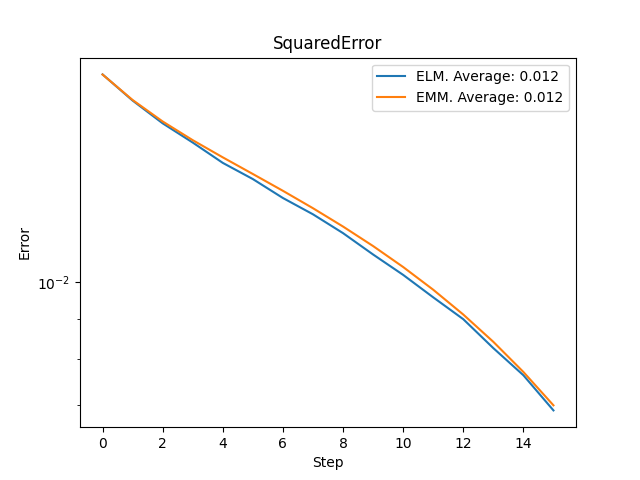 SquaredError
ELM. Average: 0.012
EMM. Average: 0.012
Error
10⁻²
0 2 4 6 8 10 12 14
Step